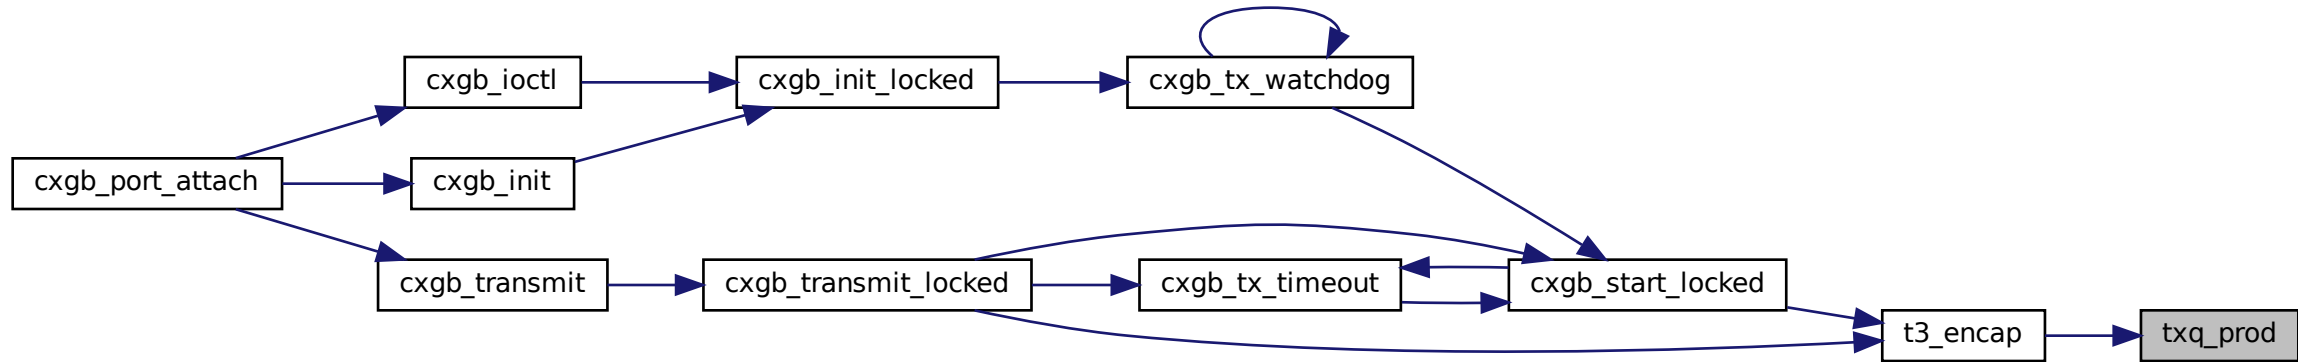 cxgb_ioctl
cxgb_init_locked
cxgb_tx_watchdog
cxgb_port_attach
cxgb_init
cxgb_transmit
cxgb_transmit_locked
cxgb_tx_timeout
cxgb_start_locked
t3_encap
txq_prod